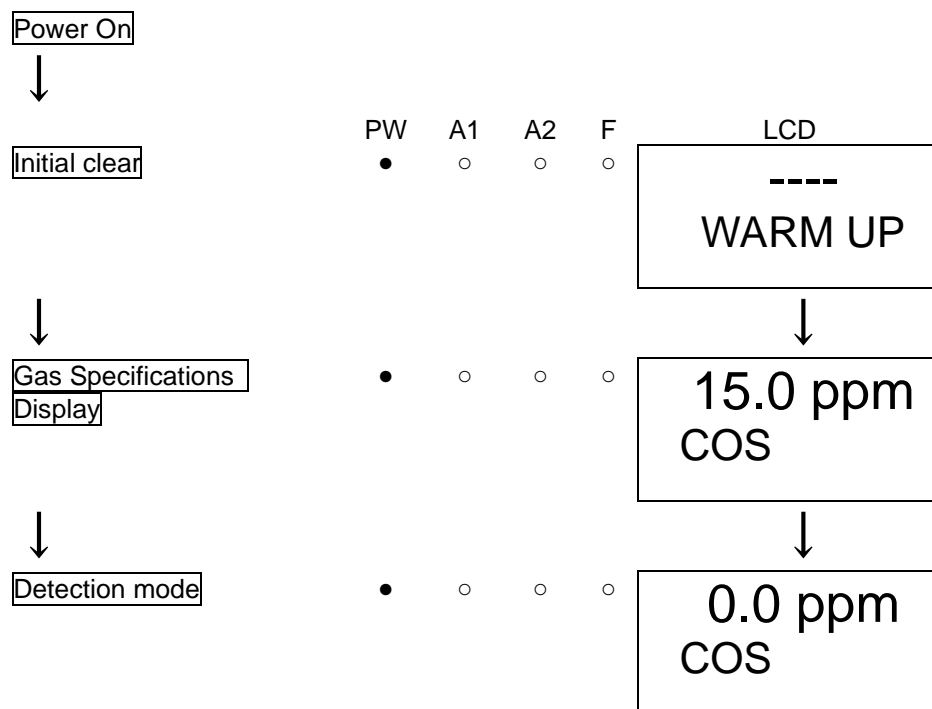 Power On
↓
PW A1 A2 F LCD
Initial clear ● ○ ○ ○ ----
WARM UP
↓ ↓
Gas Specifications ● ○ ○ ○ 15.0 ppm
Display COS
↓ ↓
Detection mode ● ○ ○ ○ 0.0 ppm
COS